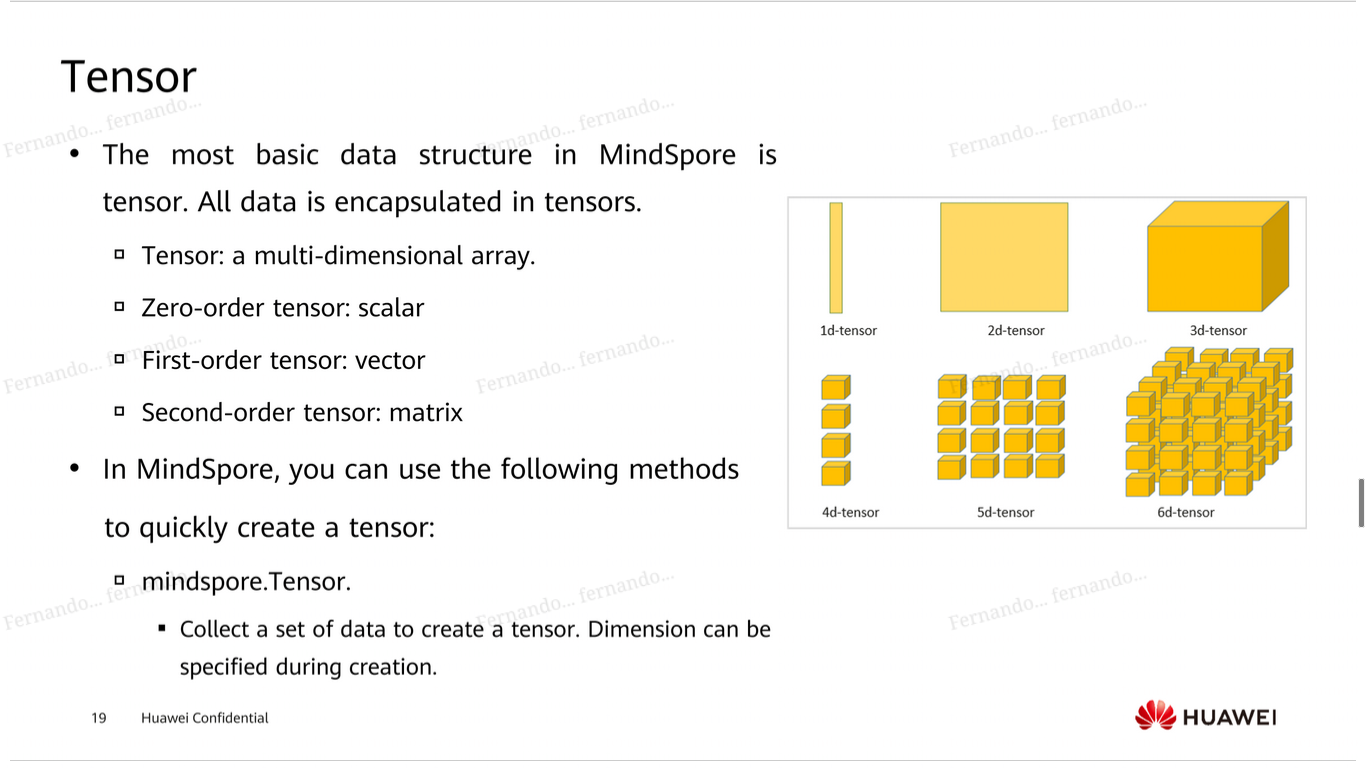 Tensor
Fernando... fernando...
Fernando... fernando...
Fernando... fernando...
• The most basic data structure in MindSpore is
tensor. All data is encapsulated in tensors.
▫ Tensor: a multi-dimensional array.
▫ Zero-order tensor: scalar
▫ First-order tensor: vector
▫ Second-order tensor: matrix
Fernando... fernando...
Fernando... fernando...
Fernando... fernando...
• In MindSpore, you can use the following methods
to quickly create a tensor:
▫ mindspore.Tensor.
▪ Collect a set of data to create a tensor. Dimension can be
specified during creation.
Fernando... fernando...
Fernando... fernando...
Fernando... fernando...
1d-tensor
2d-tensor
3d-tensor
4d-tensor
5d-tensor
6d-tensor
19
Huawei Confidential
HUAWEI